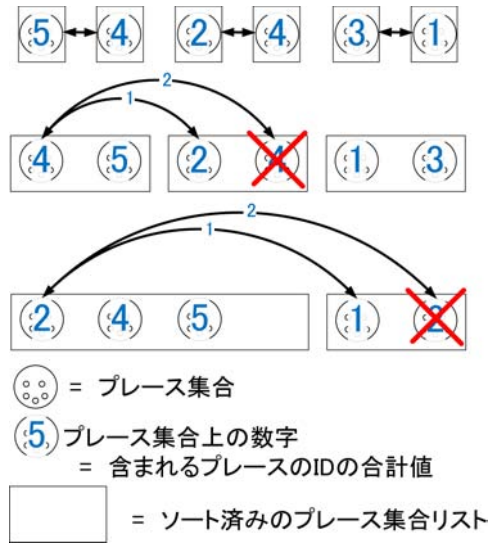 5 4 2 4 3 1
2
1
4 5 2 4 1 3
2
1
2 4 5 1 2
= プレース集合
5 プレース集合上の数字
= 含まれるプレースのIDの合計値
= ソート済みのプレース集合リスト